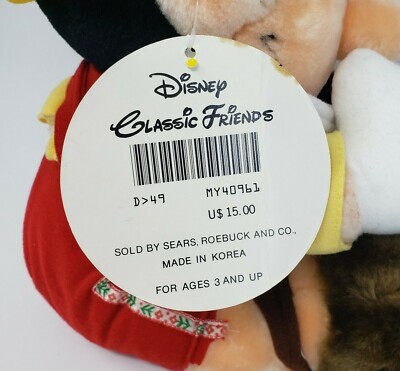 Disney
Classic Friends
D>49 MY40961
U$ 15.00
SOLD BY SEARS, ROEBUCK AND CO.,
MADE IN KOREA
FOR AGES 3 AND UP